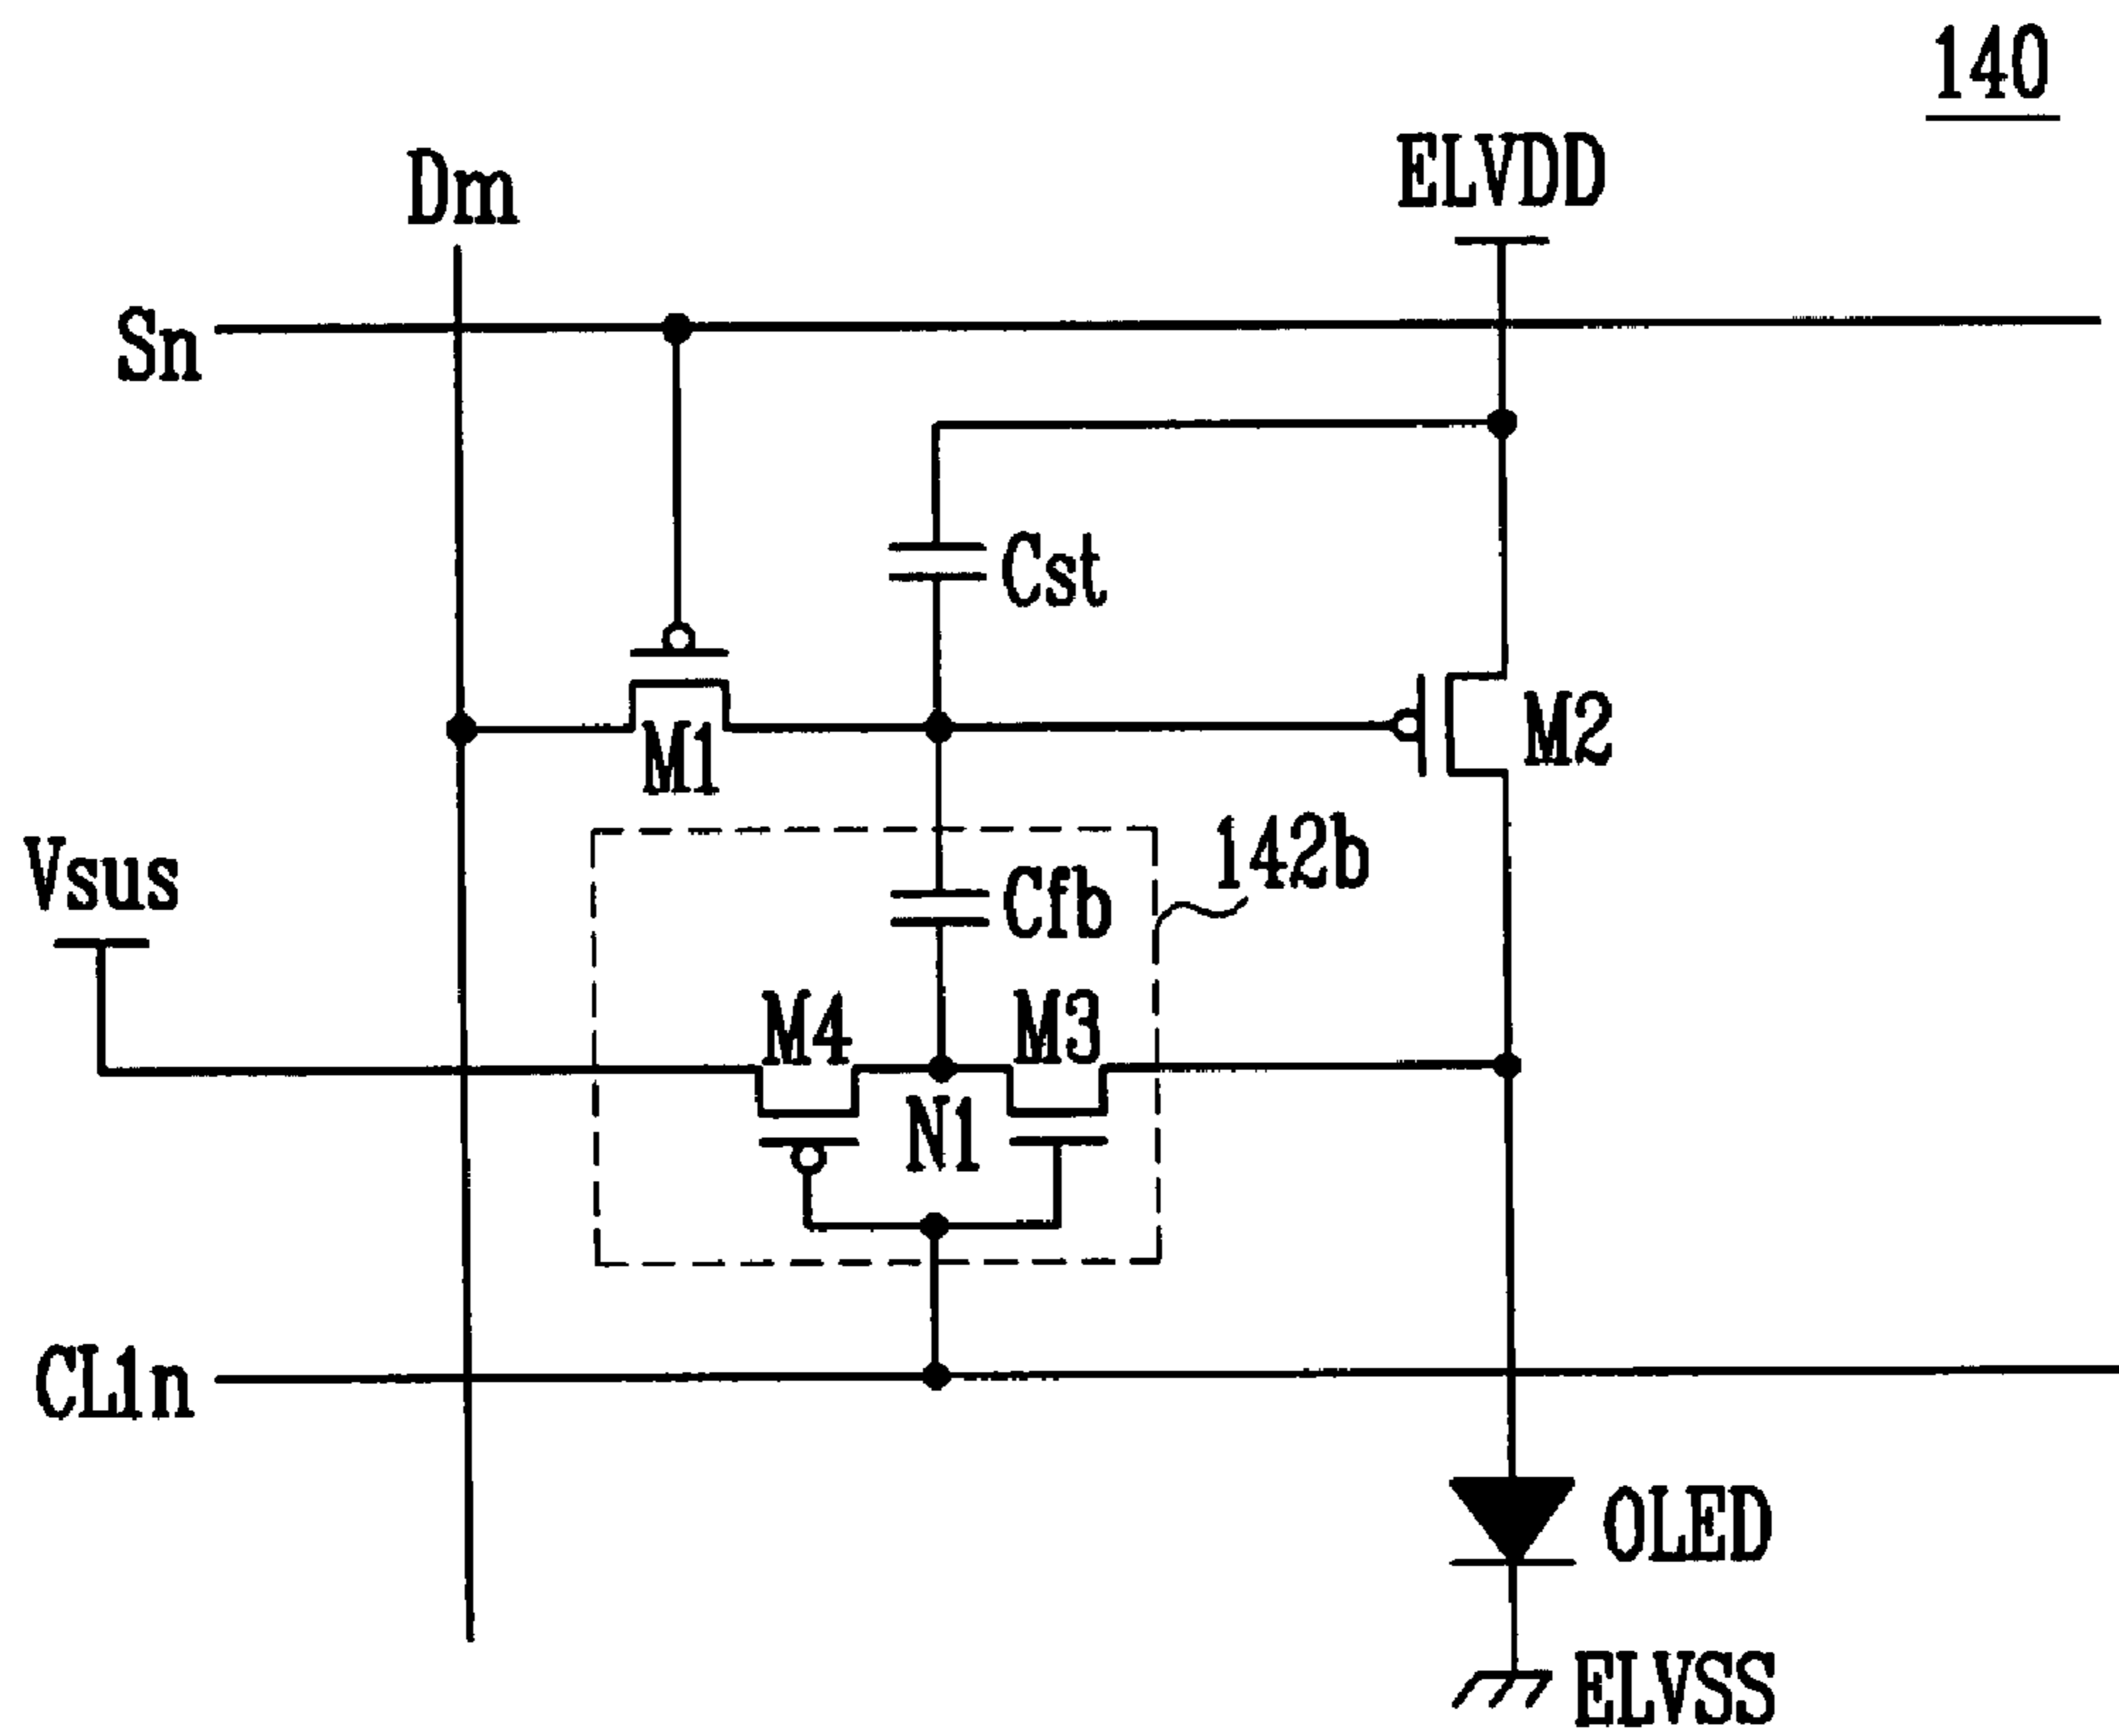 140
ELVDD
Dm
Sn
Cst
M1
M2
142b
Vsus
Cfb
M4
M3
N1
CL1n
OLED
ELVSS